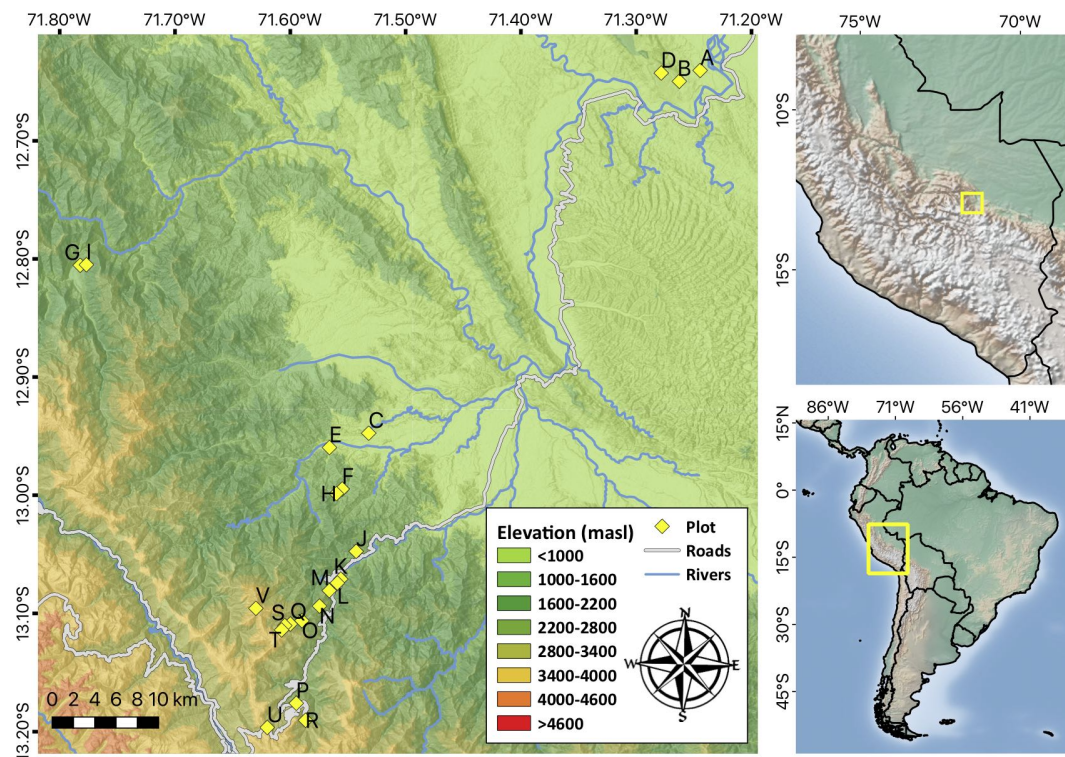 71.80°W 71.70°W 71.60°W 71.50°W 71.40°W 71.30°W 71.20°W
12.70°S
12.80°S
12.90°S
13.00°S
13.10°S
13.20°S
D B A
G I
C
E
F
H
J
K
M
L
V
S Q N
T O
P
U R
0 2 4 6 8 10 km
Elevation (masl)
<1000
1000-1600
1600-2200
2200-2800
2800-3400
3400-4000
4000-4600
>4600
Plot
Roads
Rivers
N
W E
S
75°W 70°W
10°S
15°S
86°W 71°W 56°W 41°W
15°N
0°
15°S
30°S
45°S